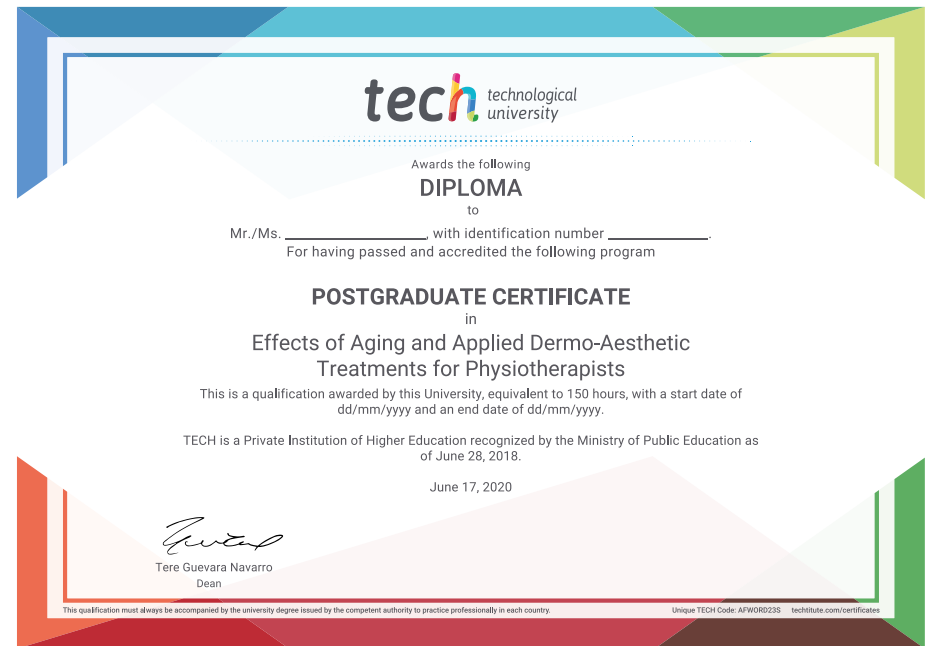 tech technological
university
Awards the following
DIPLOMA
to
Mr./Ms. ____________________, with identification number ______________.
For having passed and accredited the following program
POSTGRADUATE CERTIFICATE
in
Effects of Aging and Applied Dermo-Aesthetic
Treatments for Physiotherapists
This is a qualification awarded by this University, equivalent to 150 hours, with a start date of
dd/mm/yyyy and an end date of dd/mm/yyyy.
TECH is a Private Institution of Higher Education recognized by the Ministry of Public Education as
of June 28, 2018.
June 17, 2020
Tere Guevara Navarro
Dean
This qualification must always be accompanied by the university degree issued by the competent authority to practice professionally in each country.
Unique TECH Code: AFWORD23S techtitute.com/certificates